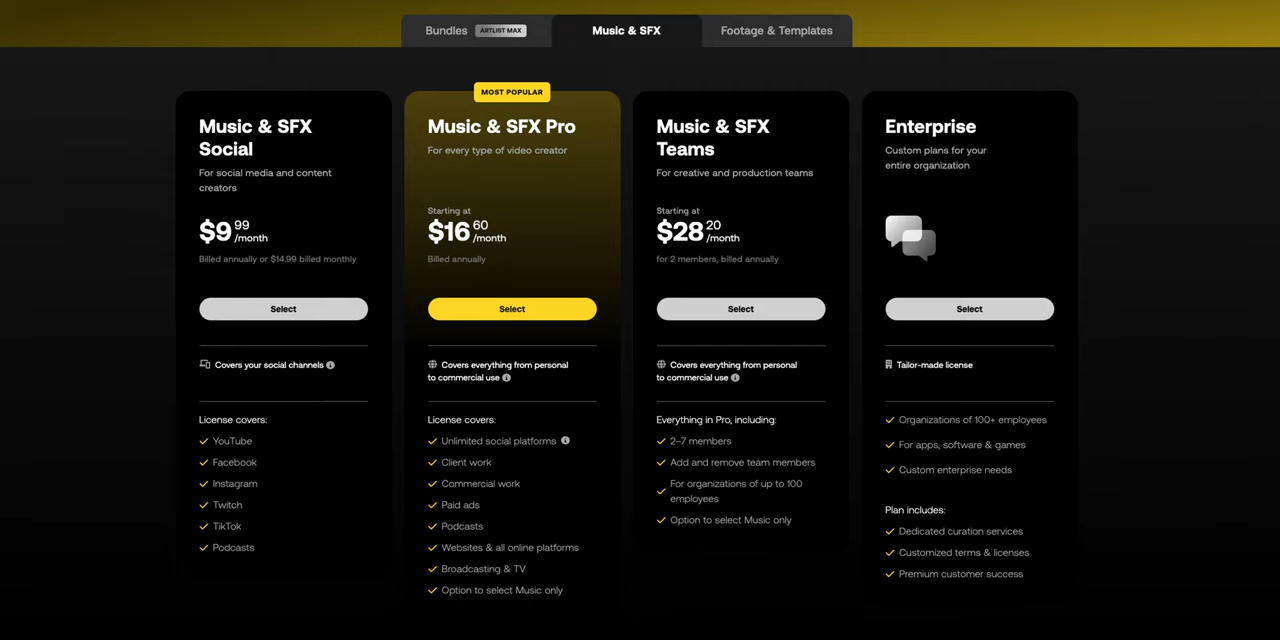 Bundles ARTLIST MAX
Music & SFX
Footage & Templates
Music & SFX
Social
For social media and content
creators
$9 99
/month
Billed annually or $14.99 billed monthly
Select
Covers your social channels
License covers:
YouTube
Facebook
Instagram
Twitch
TikTok
Podcasts
MOST POPULAR
Music & SFX Pro
For every type of video creator
Starting at
$16 60
/month
Billed annually
Select
Covers everything from personal
to commercial use
License covers:
Unlimited social platforms
Client work
Commercial work
Paid ads
Podcasts
Websites & all online platforms
Broadcasting & TV
Option to select Music only
Music & SFX
Teams
For creative and production teams
Starting at
$28 20
/month
for 2 members, billed annually
Select
Covers everything from personal
to commercial use
Everything in Pro, including:
2–7 members
Add and remove team members
For organizations of up to 100
employees
Option to select Music only
Enterprise
Custom plans for your
entire organization
Select
Tailor-made license
Organizations of 100+ employees
For apps, software & games
Custom enterprise needs
Plan includes:
Dedicated curation services
Customized terms & licenses
Premium customer success